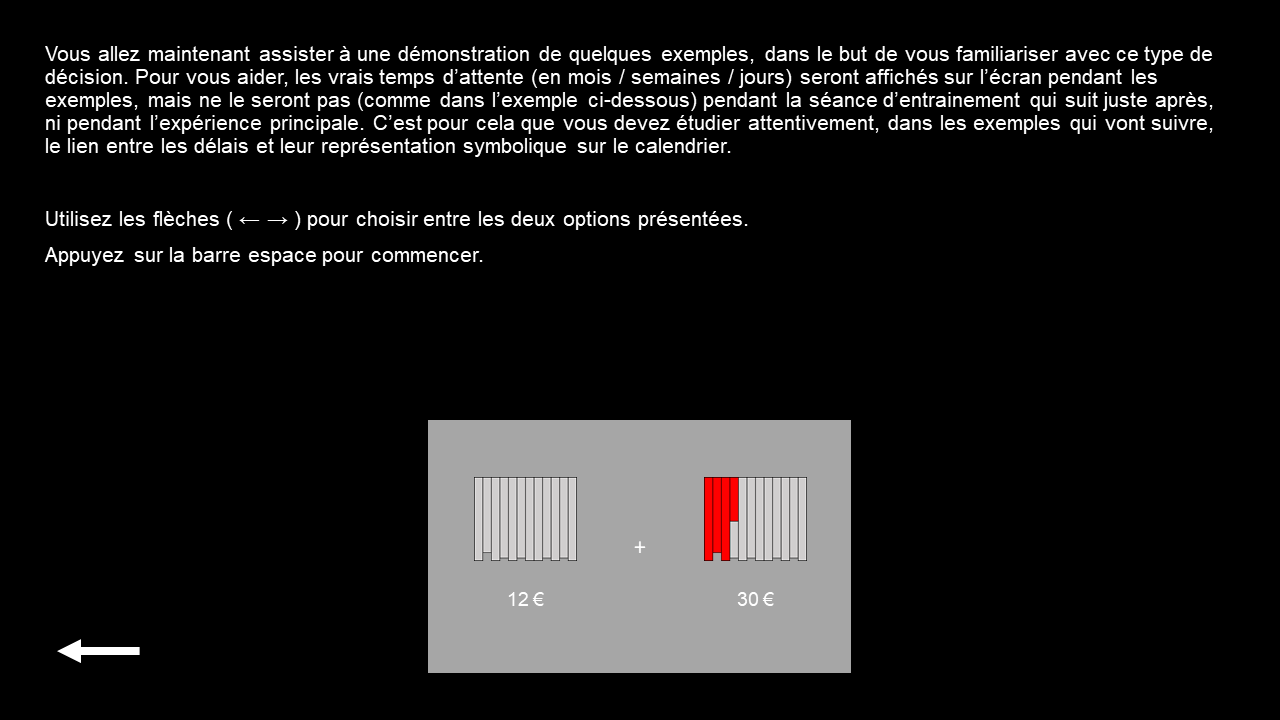 Vous allez maintenant assister à une démonstration de quelques exemples, dans le but de vous familiariser avec ce type de
décision. Pour vous aider, les vrais temps d’attente (en mois / semaines / jours) seront affichés sur l’écran pendant les
exemples, mais ne le seront pas (comme dans l’exemple ci-dessous) pendant la séance d’entrainement qui suit juste après,
ni pendant l’expérience principale. C’est pour cela que vous devez étudier attentivement, dans les exemples qui vont suivre,
le lien entre les délais et leur représentation symbolique sur le calendrier.
Utilisez les flèches ( ← → ) pour choisir entre les deux options présentées.
Appuyez sur la barre espace pour commencer.
+
12 € 30 €